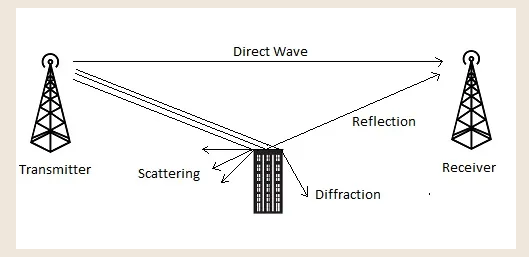 Direct Wave
Reflection
Transmitter
Scattering
Receiver
Diffraction